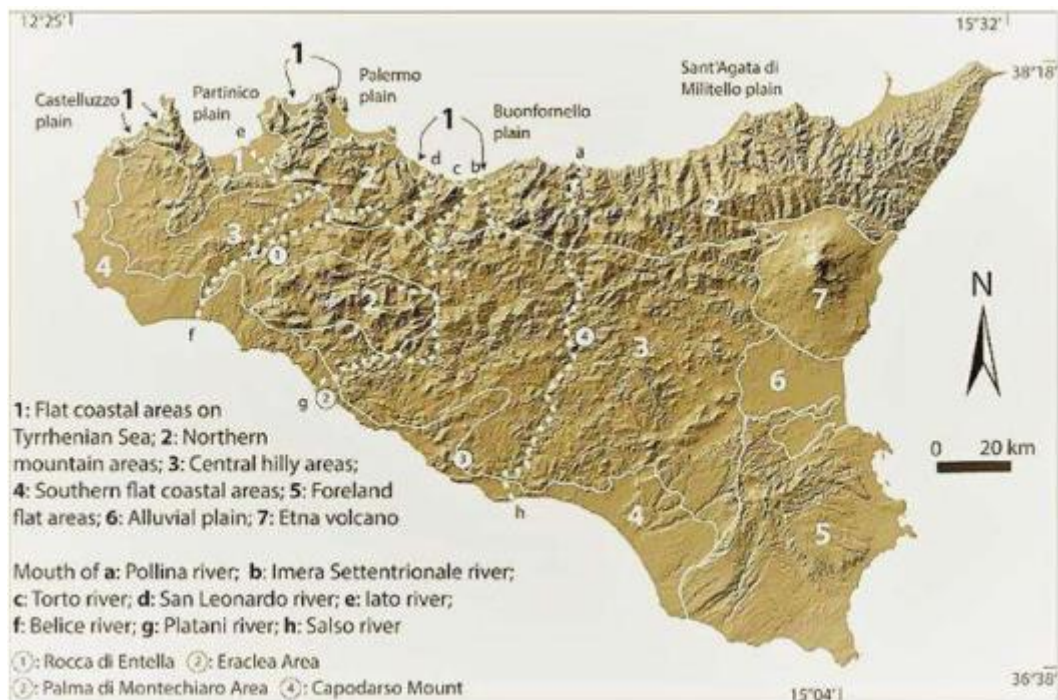 12°25'
15°32'
38°18'
1
Castelluzzo 1
plain
Partinico
plain
Palermo
plain
1
Buonfornello
plain
Sant'Agata di
Militello plain
e
d
c
b
a
1
2
2
3
1
4
2
7
4
3
6
N
f
g
2
3
h
4
5
0 20 km
1: Flat coastal areas on
Tyrrhenian Sea; 2: Northern
mountain areas; 3: Central hilly areas;
4: Southern flat coastal areas; 5: Foreland
flat areas; 6: Alluvial plain; 7: Etna volcano
Mouth of a: Pollina river; b: Imera Settentrionale river;
c: Torto river; d: San Leonardo river; e: Iato river;
f: Belice river; g: Platani river; h: Salso river
1: Rocca di Entella 2: Eraclea Area
3: Palma di Montechiaro Area 4: Capodarso Mount
15°04'
36°38'